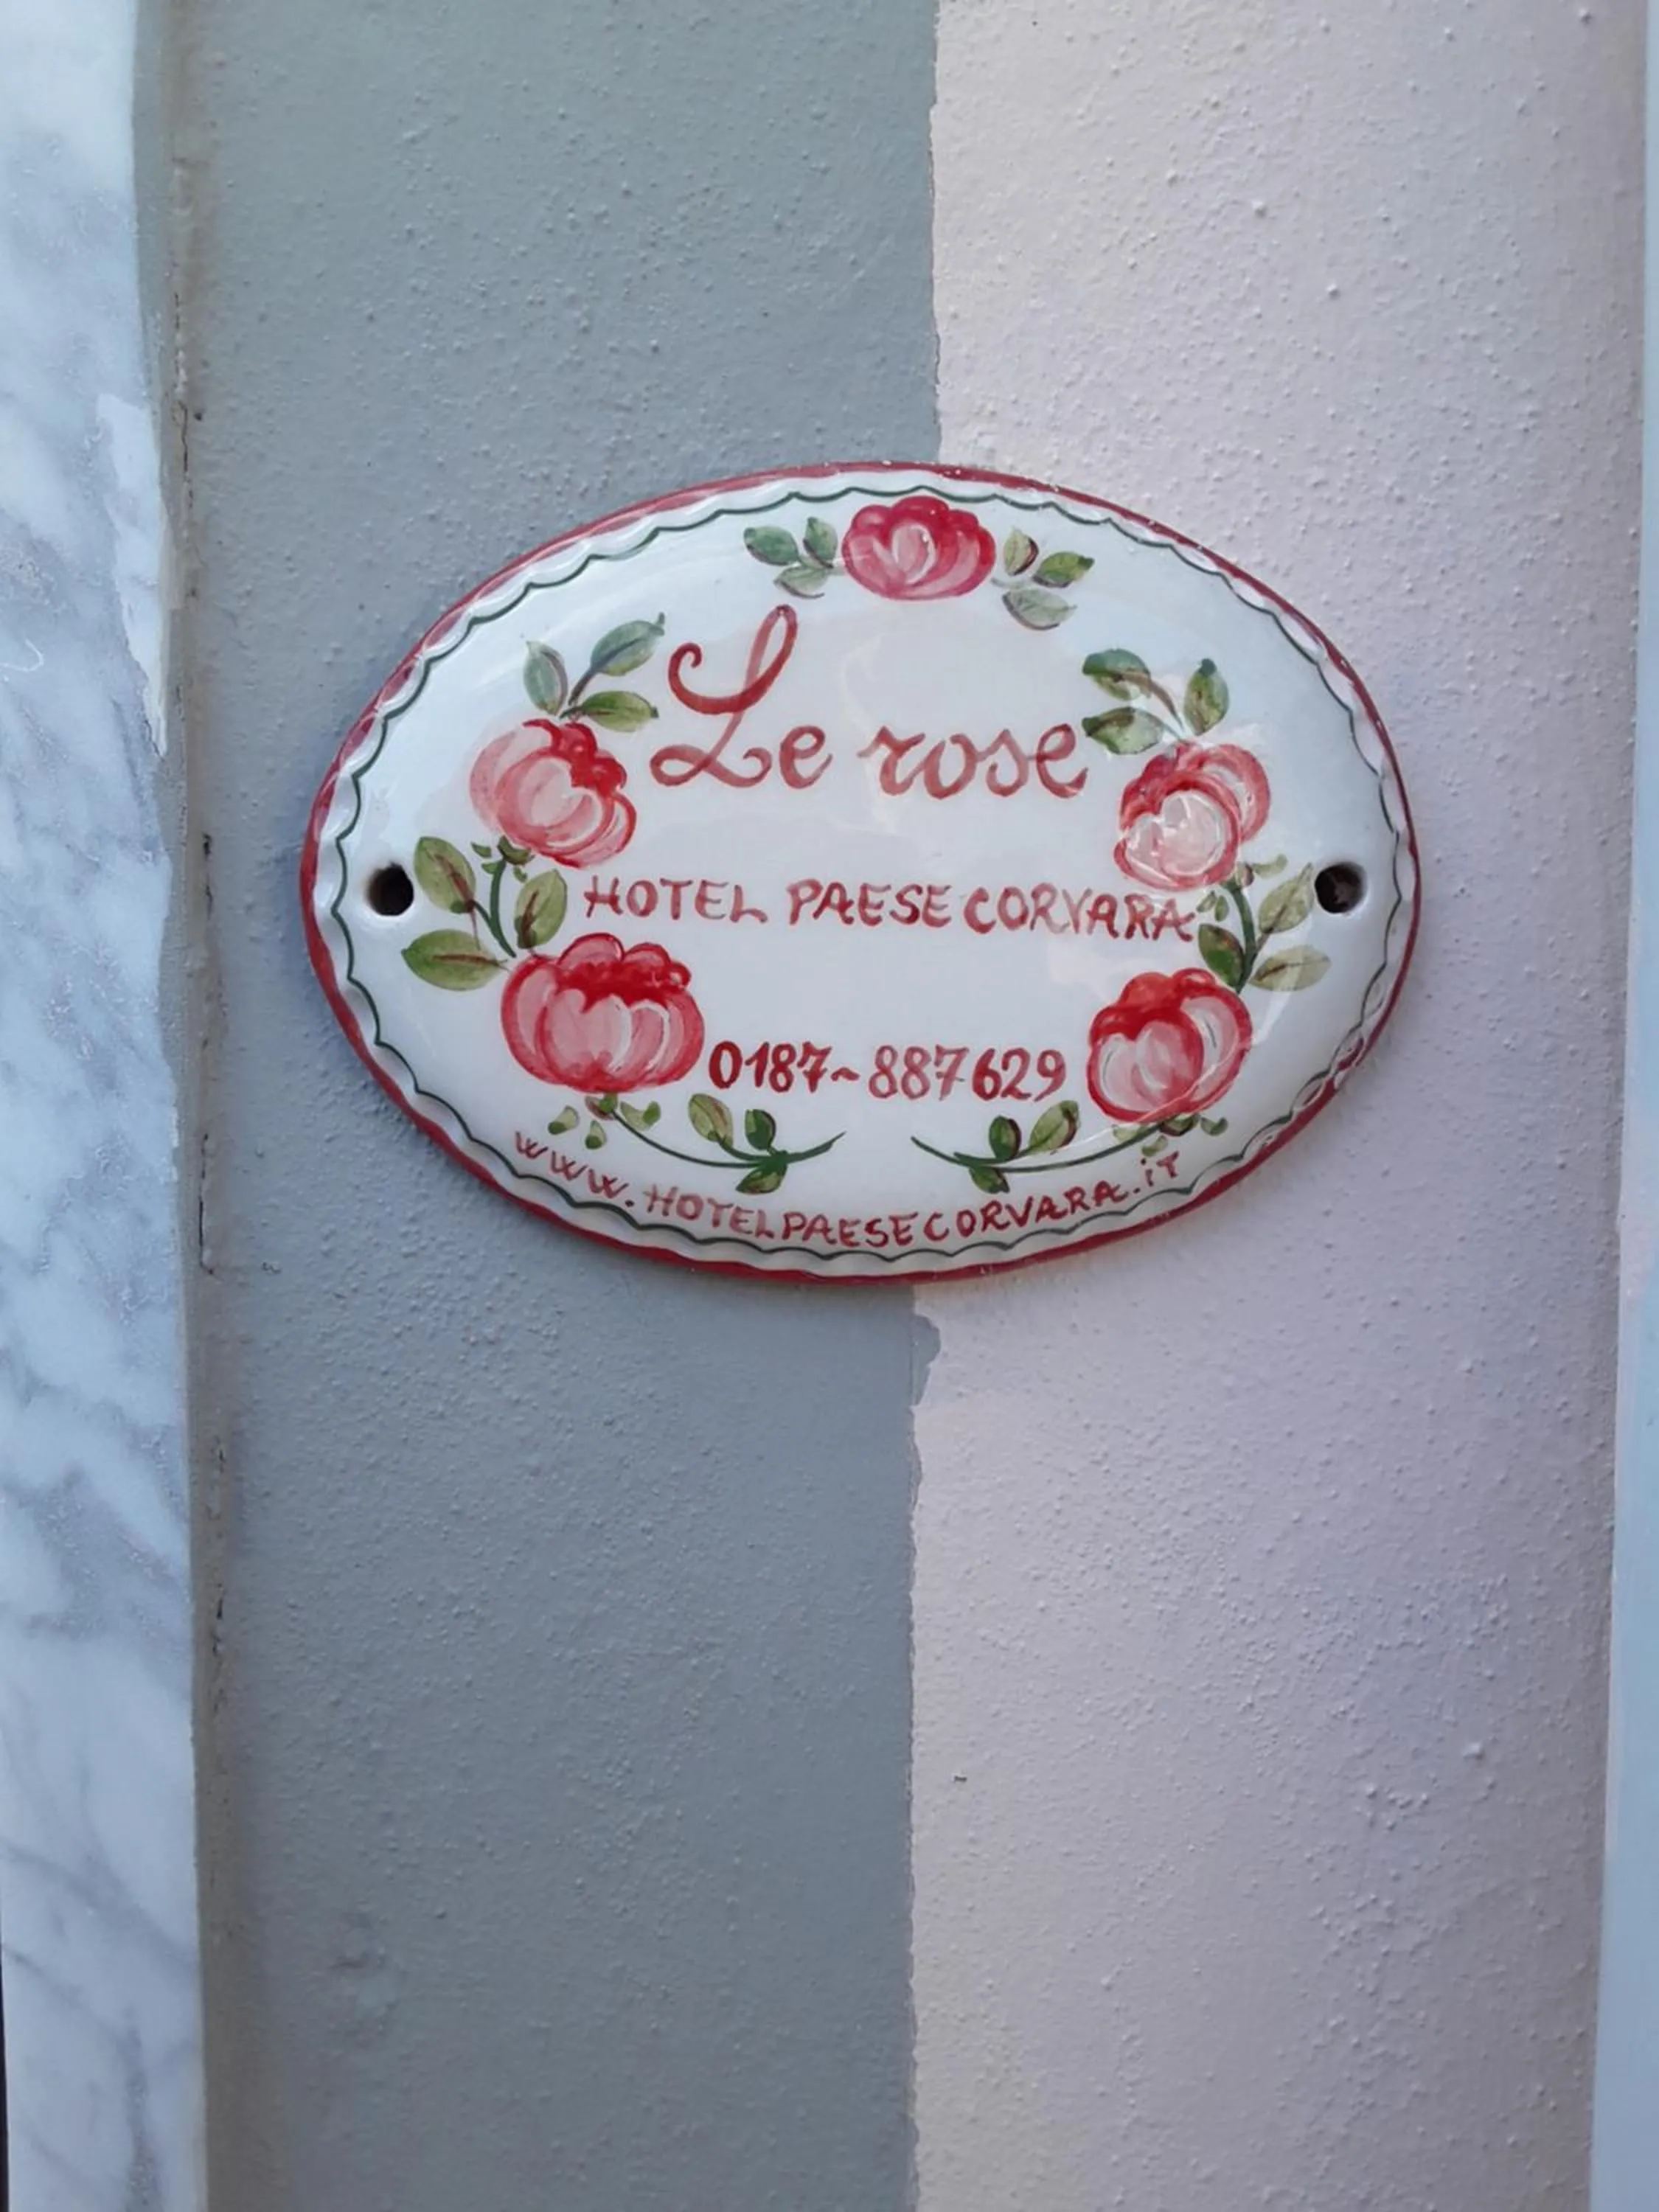 Le rose
HOTEL PAESE CORVARA
0187~887629
www.HOTELPAESECORVARA.iT